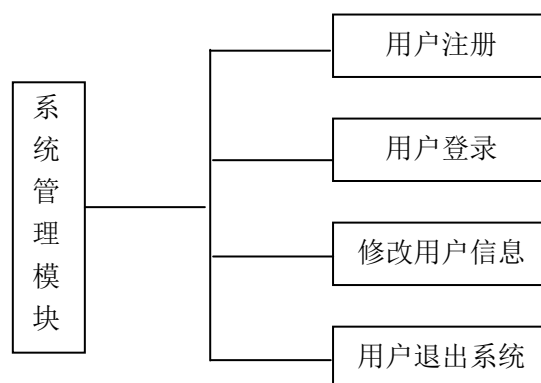 系统管理模块
用户注册
用户登录
修改用户信息
用户退出系统